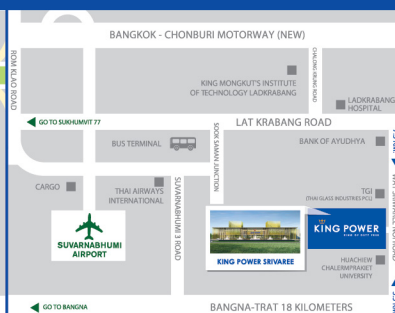 BANGKOK - CHONBURI MOTORWAY (NEW)
ROM KLAO ROAD
CHALONG KRUNG ROAD
KING MONGKUT'S INSTITUTE
OF TECHNOLOGY LADKRABANG
LADKRABANG
HOSPITAL
GO TO SUKHUMVIT 77
LAT KRABANG ROAD
BUS TERMINAL
SOOK SAMAN JUNCTION
BANK OF AYUDHYA
CARGO
THAI AIRWAYS
INTERNATIONAL
SUVARNABHUMI 3 ROAD
TGI
(THAI GLASS INDUSTRIES PCL)
SUVARNABHUMI
AIRPORT
KING POWER SRIVAREE
KING POWER
HUACHIEW
CHALERMPRAKIET
UNIVERSITY
GO TO BANGNA
BANGNA-TRAT 18 KILOMETERS